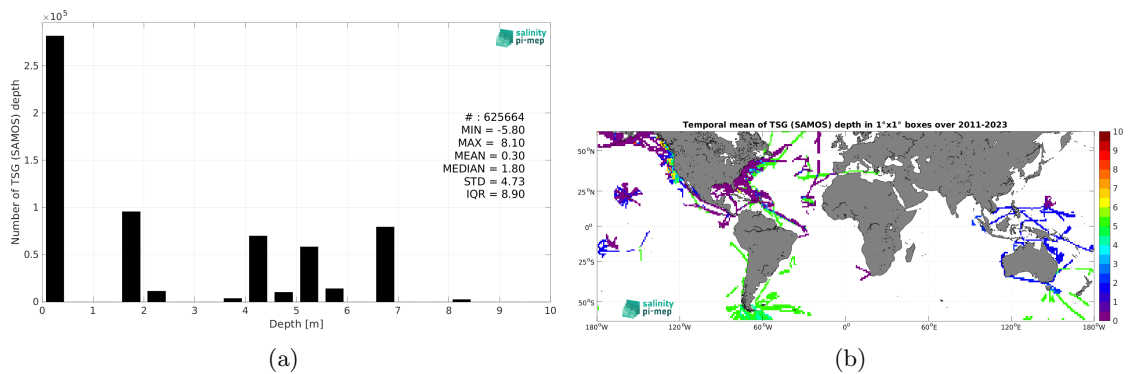 ×10⁵
salinity
pi-mep
2.5
2
1.5
1
0.5
0
Number of TSG (SAMOS) depth
# : 625664
MIN = -5.80
MAX = 8.10
MEAN = 0.30
MEDIAN = 1.80
STD = 4.73
IQR = 8.90
0 1 2 3 4 5 6 7 8 9 10
Depth [m]
(a)
Temporal mean of TSG (SAMOS) depth in 1°x1° boxes over 2011-2023
50°N
25°N
0°
25°S
50°S
salinity
pi-mep
180°W 120°W 60°W 0° 60°E 120°E 180°E
10
9
8
7
6
5
4
3
2
1
0
(b)